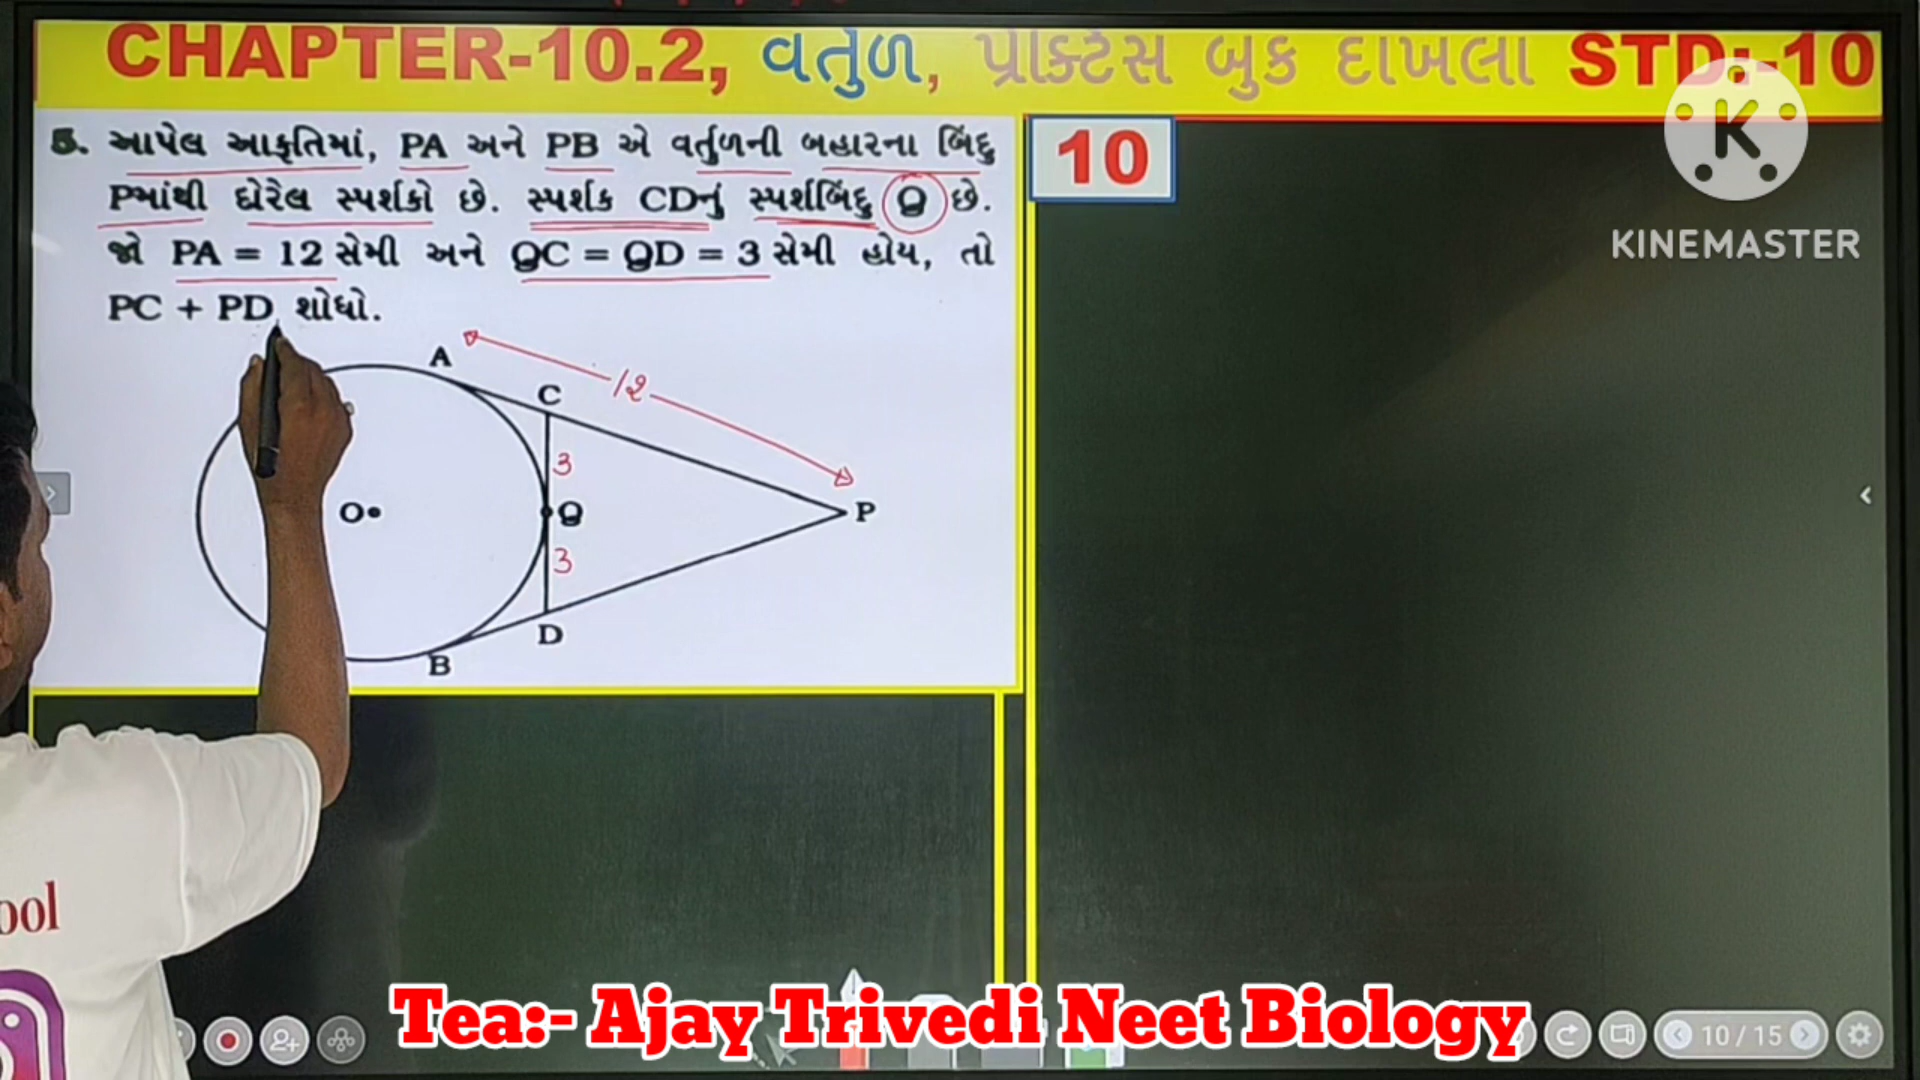 CHAPTER-10.2, વર્તુળ, પ્રેક્ટિસ બુક દાખલા STD:-10
KINEMASTER
10
5. આપેલ આકૃતિમાં, PA અને PB એ વર્તુળની બહારના બિંદુ
Pમાંથી દોરેલ સ્પર્શકો છે. સ્પર્શક CDનું સ્પર્શબિંદુ Q છે.
જો PA = 12 સેમી અને QC = QD = 3 સેમી હોય, તો
PC + PD શોધો.
A
C
12
3
O
Q
P
3
D
B
ool
Tea:- Ajay Trivedi Neet Biology
10 / 15